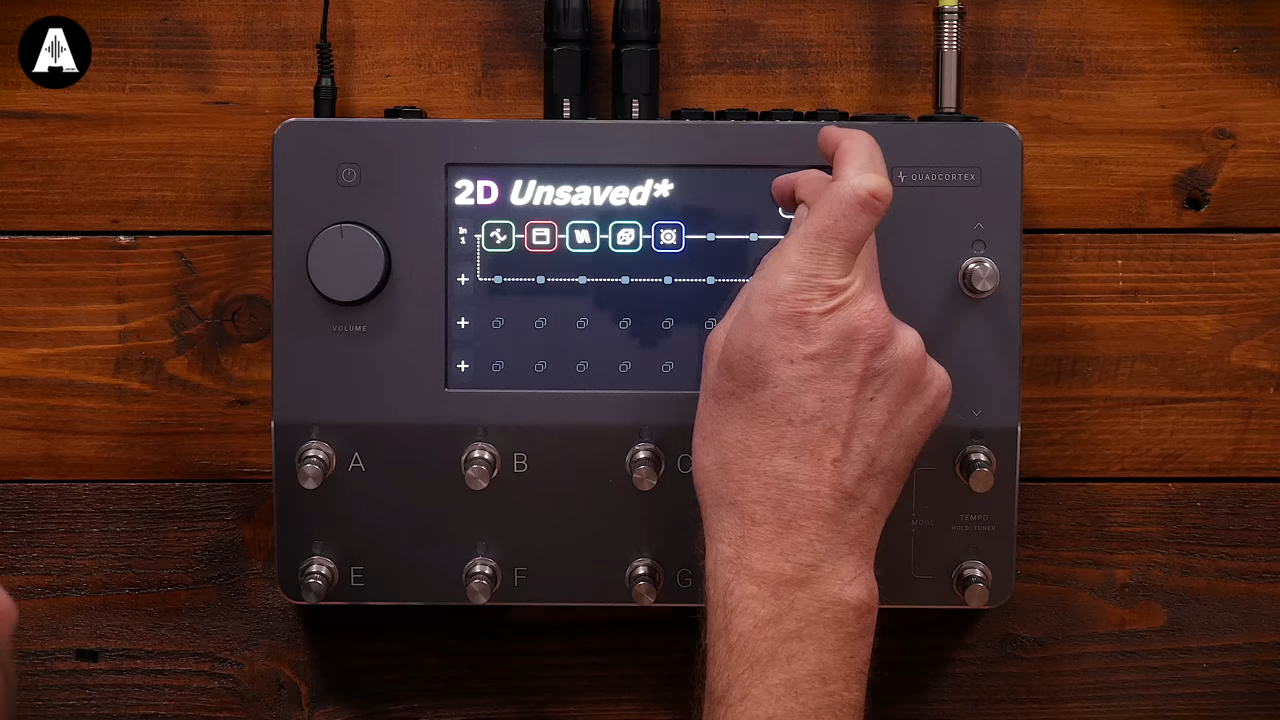 A
QUADCORTEX
2D Unsaved*
In
1
VOLUME
A
B
C
MODE
TEMPO
HOLD TUNER
E
F
G